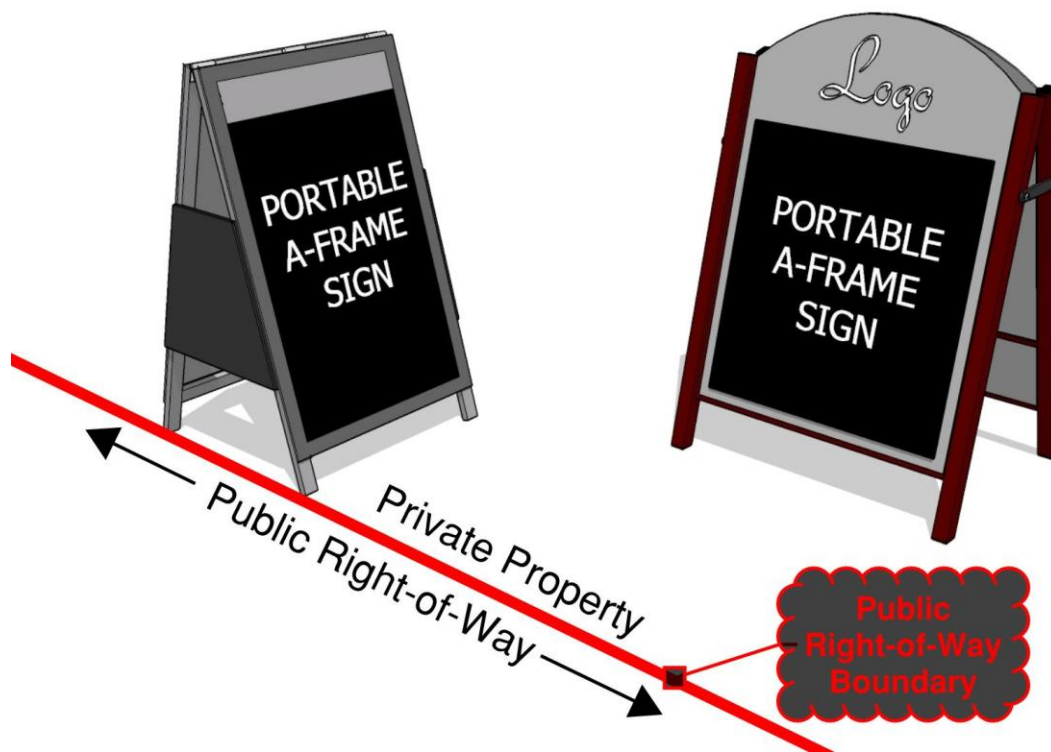 PORTABLE
A-FRAME
SIGN
Logo
PORTABLE
A-FRAME
SIGN
Private Property
Public Right-of-Way
Public
Right-of-Way
Boundary